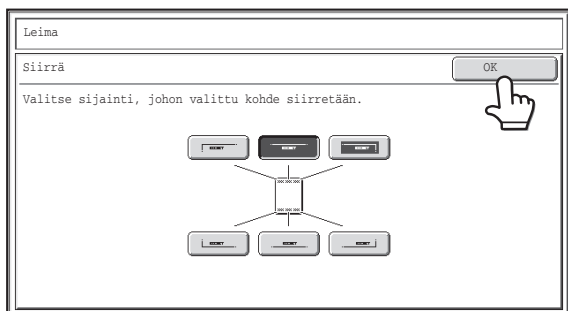 Leima
Siirrä
OK
Valitse sijainti, johon valittu kohde siirretään.